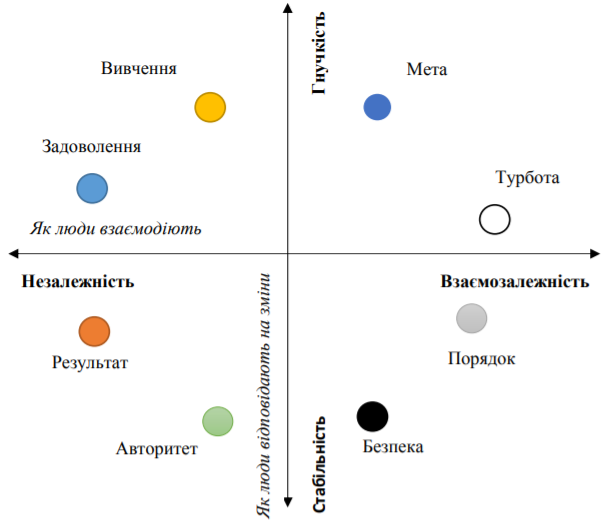 Гнучкість
Вивчення
Мета
Задоволення
Турбота
Як люди взаємодіють
Незалежність
Взаємозалежність
Як люди відповідають на зміни
Результат
Порядок
Авторитет
Безпека
Стабільність